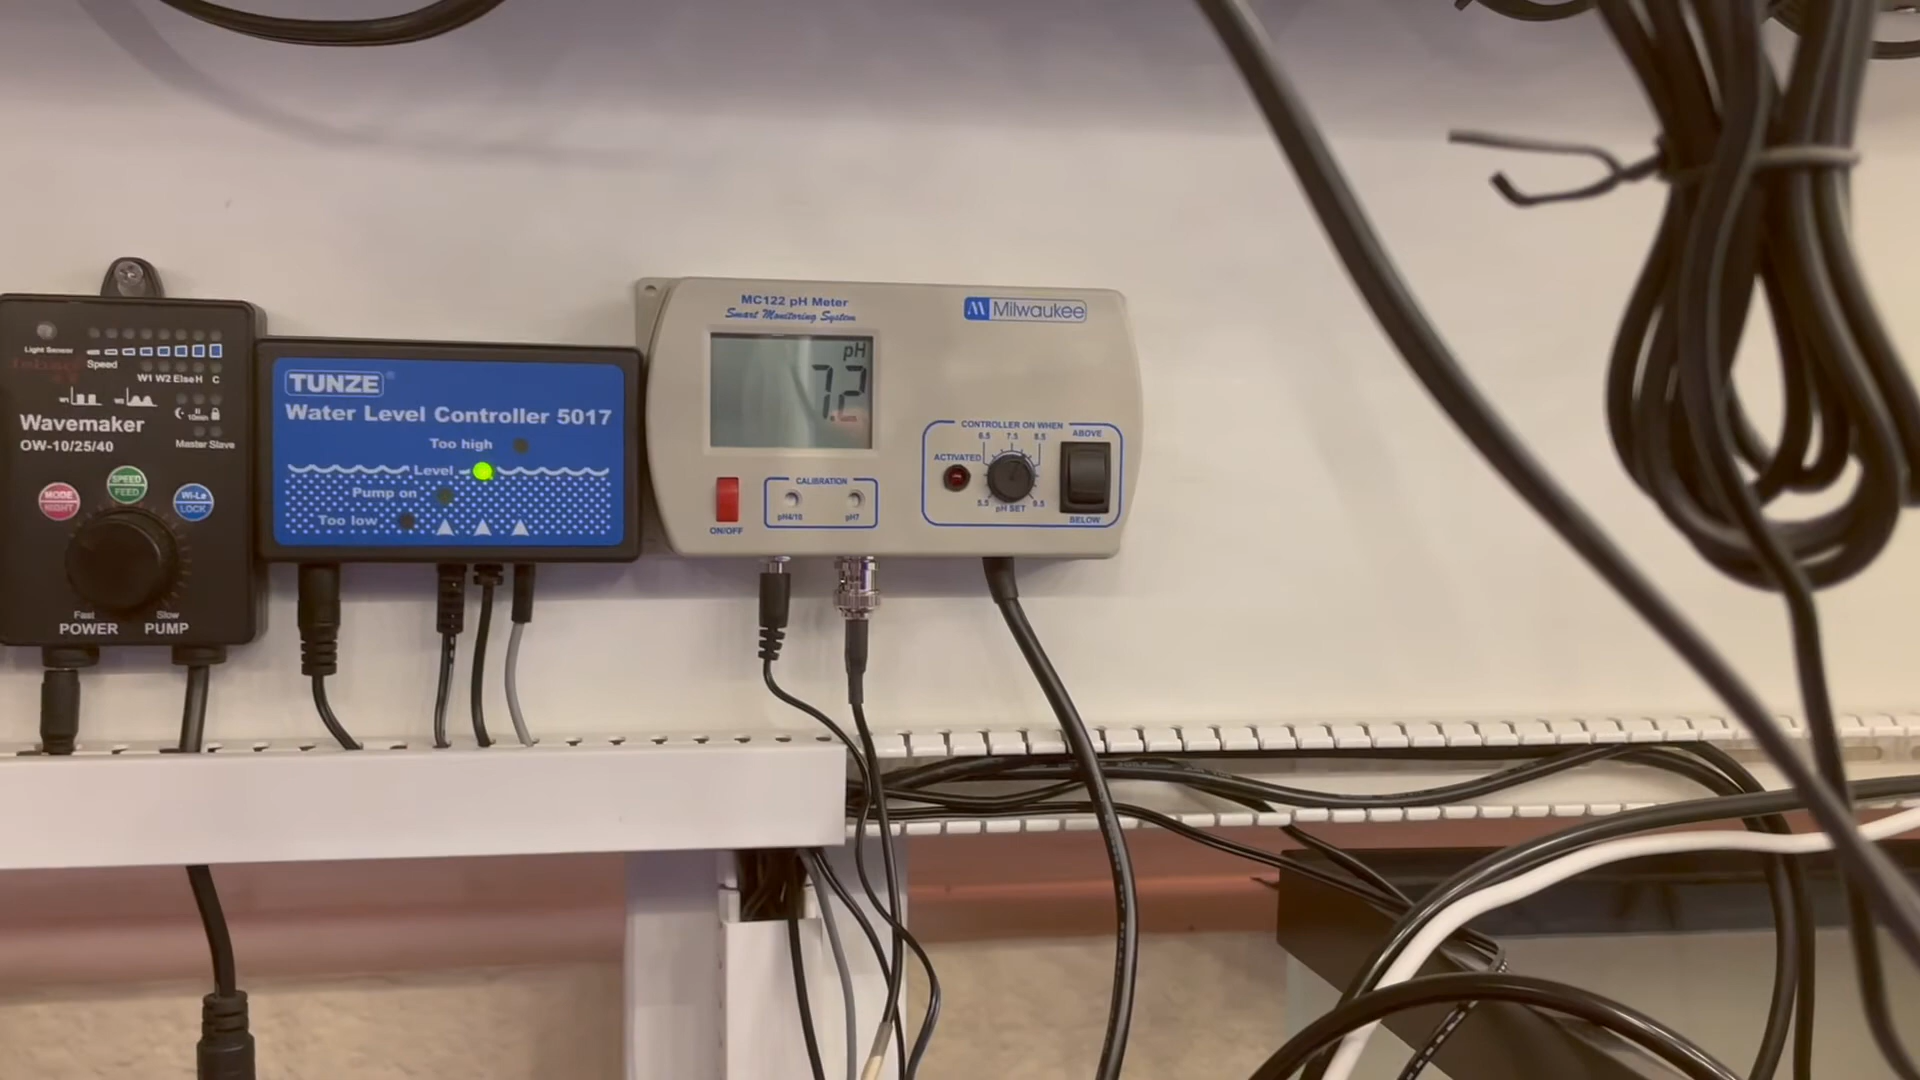 Light Sensor
Speed
W1 W2 Else H C
W1
W2
10min
Master Slave
Wavemaker
OW-10/25/40
MODE
NIGHT
SPEED
FEED
Wi-Le
LOCK
Fast
Slow
POWER
PUMP
TUNZE®
Water Level Controller 5017
Too high
Level
Pump on
Too low
MC122 pH Meter
Smart Monitoring System
Milwaukee
pH
7.2
ON/OFF
CALIBRATION
pH4/10
pH7
CONTROLLER ON WHEN
6.5
7.5
8.5
ACTIVATED
5.5
9.5
pH SET
ABOVE
BELOW